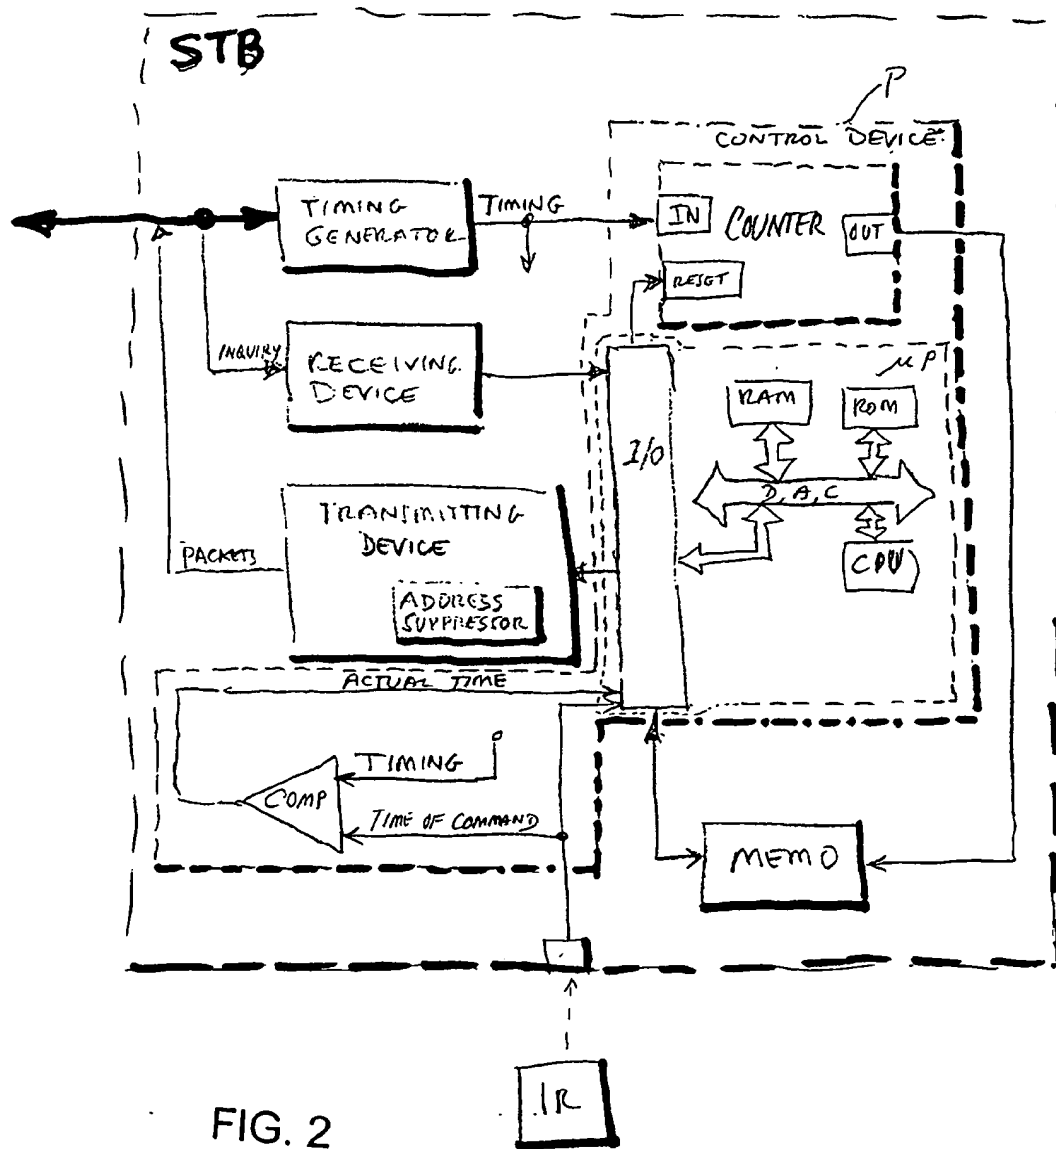 STB
P
CONTROL DEVICE
TIMING
GENERATOR
TIMING
IN
COUNTER
OUT
RESET
INQUIRY
RECEIVING
DEVICE
I/O
μP
RAM
ROM
D, A, C
CPU
TRANSMITTING
DEVICE
PACKETS
ADDRESS
SUPPRESSOR
ACTUAL TIME
TIMING
COMP
TIME OF COMMAND
MEMO
IR
FIG. 2